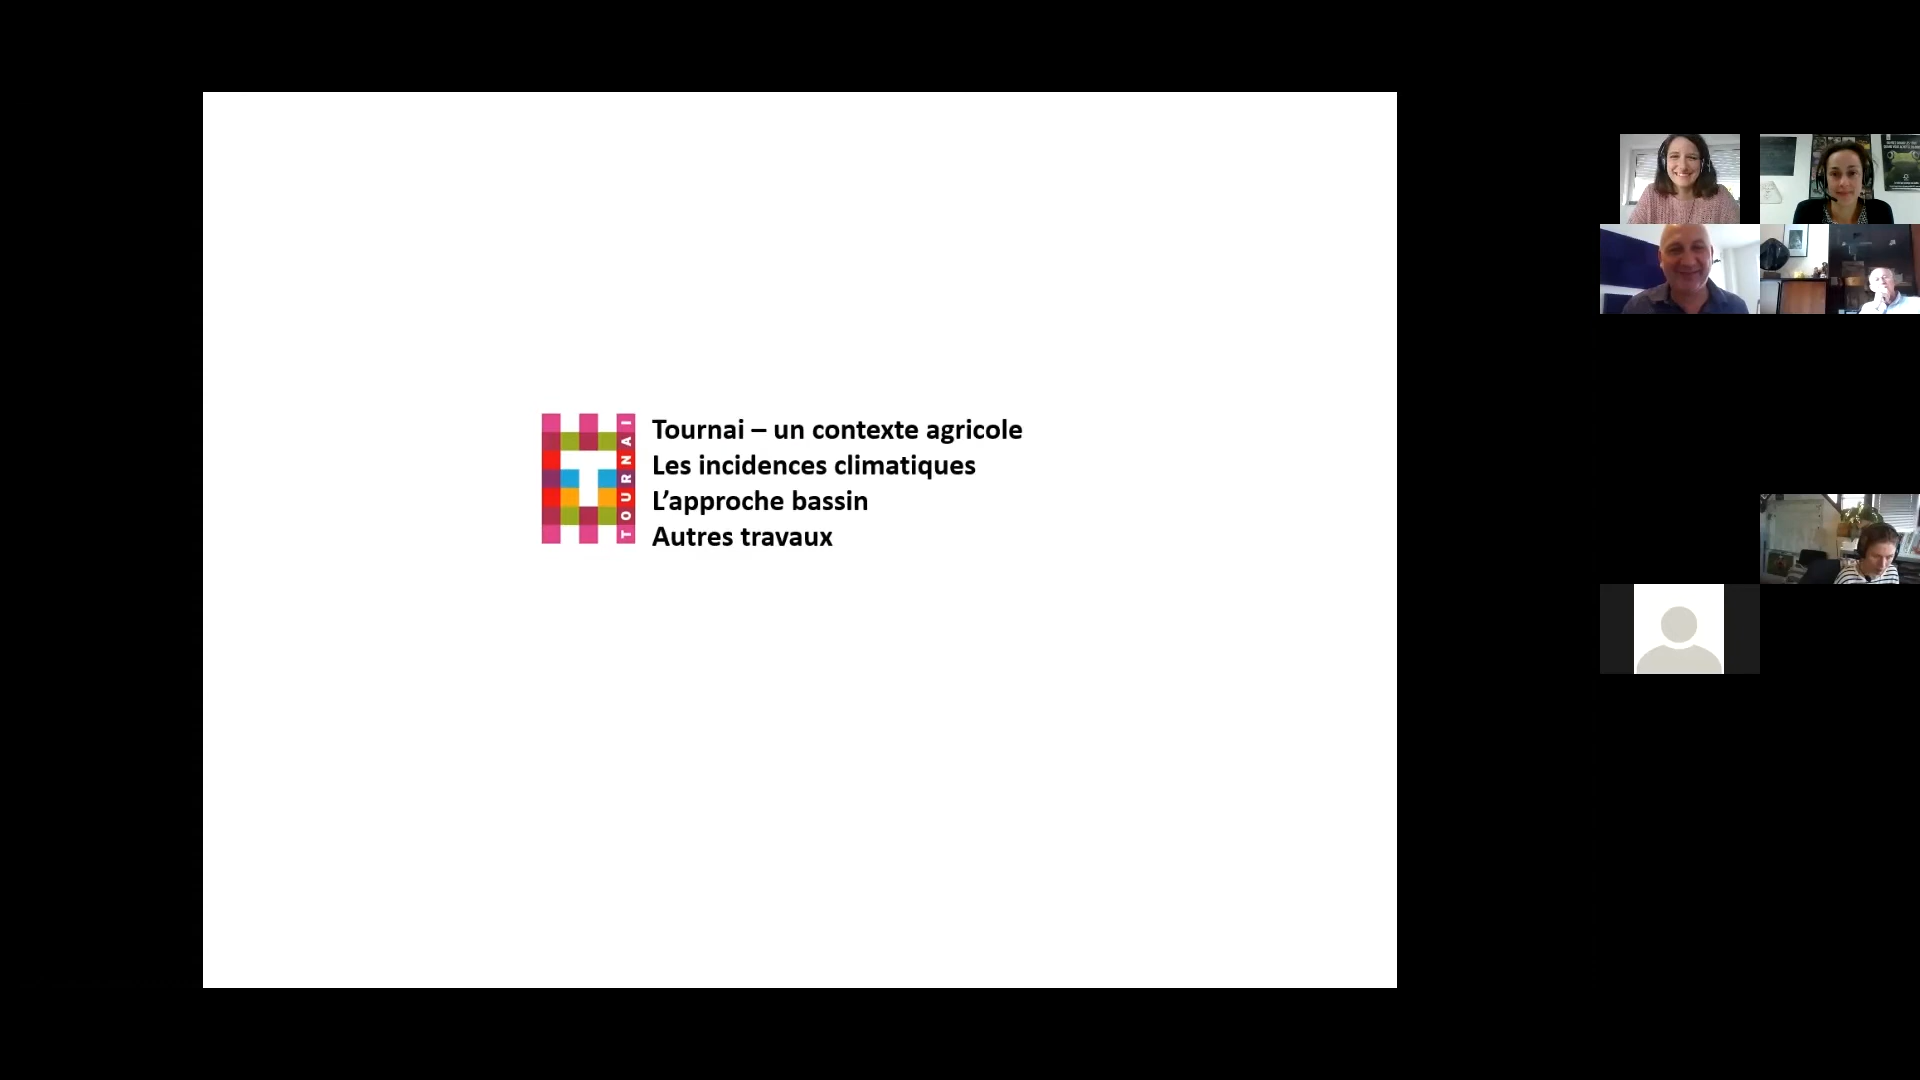 Tournai – un contexte agricole
Les incidences climatiques
L’approche bassin
Autres travaux
T
TOURNAI